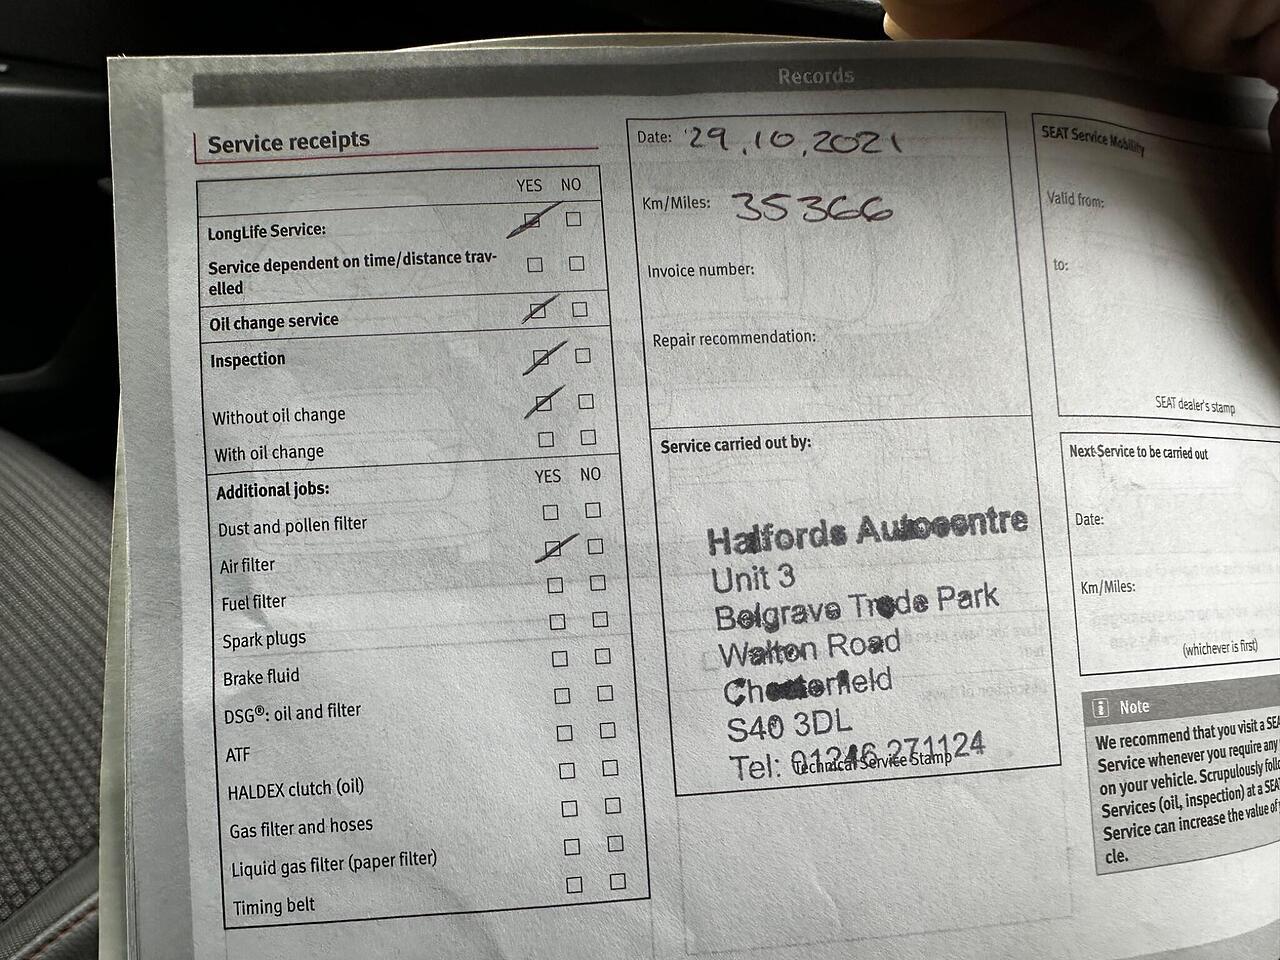 Records
Service receipts
YES NO
LongLife Service:
Service dependent on time/distance trav-
elled
Oil change service
Inspection
Without oil change
With oil change
Additional jobs:
YES NO
Dust and pollen filter
Air filter
Fuel filter
Spark plugs
Brake fluid
DSG®: oil and filter
ATF
HALDEX clutch (oil)
Gas filter and hoses
Liquid gas filter (paper filter)
Timing belt
Date: 29.10.2021
Km/Miles: 35366
Invoice number:
Repair recommendation:
Service carried out by:
Halfords Autocentre
Unit 3
Belgrave Trade Park
Walton Road
Chesterfield
S40 3DL
Tel: 01246 271124
Technical Service Stamp
SEAT Service Mobility
Valid from:
to:
SEAT dealer's stamp
Next Service to be carried out
Date:
Km/Miles:
(whichever is first)
i Note
We recommend that you visit a SEA
Service whenever you require any
on your vehicle. Scrupulously foll
Services (oil, inspection) at a SEA
Service can increase the value of
cle.